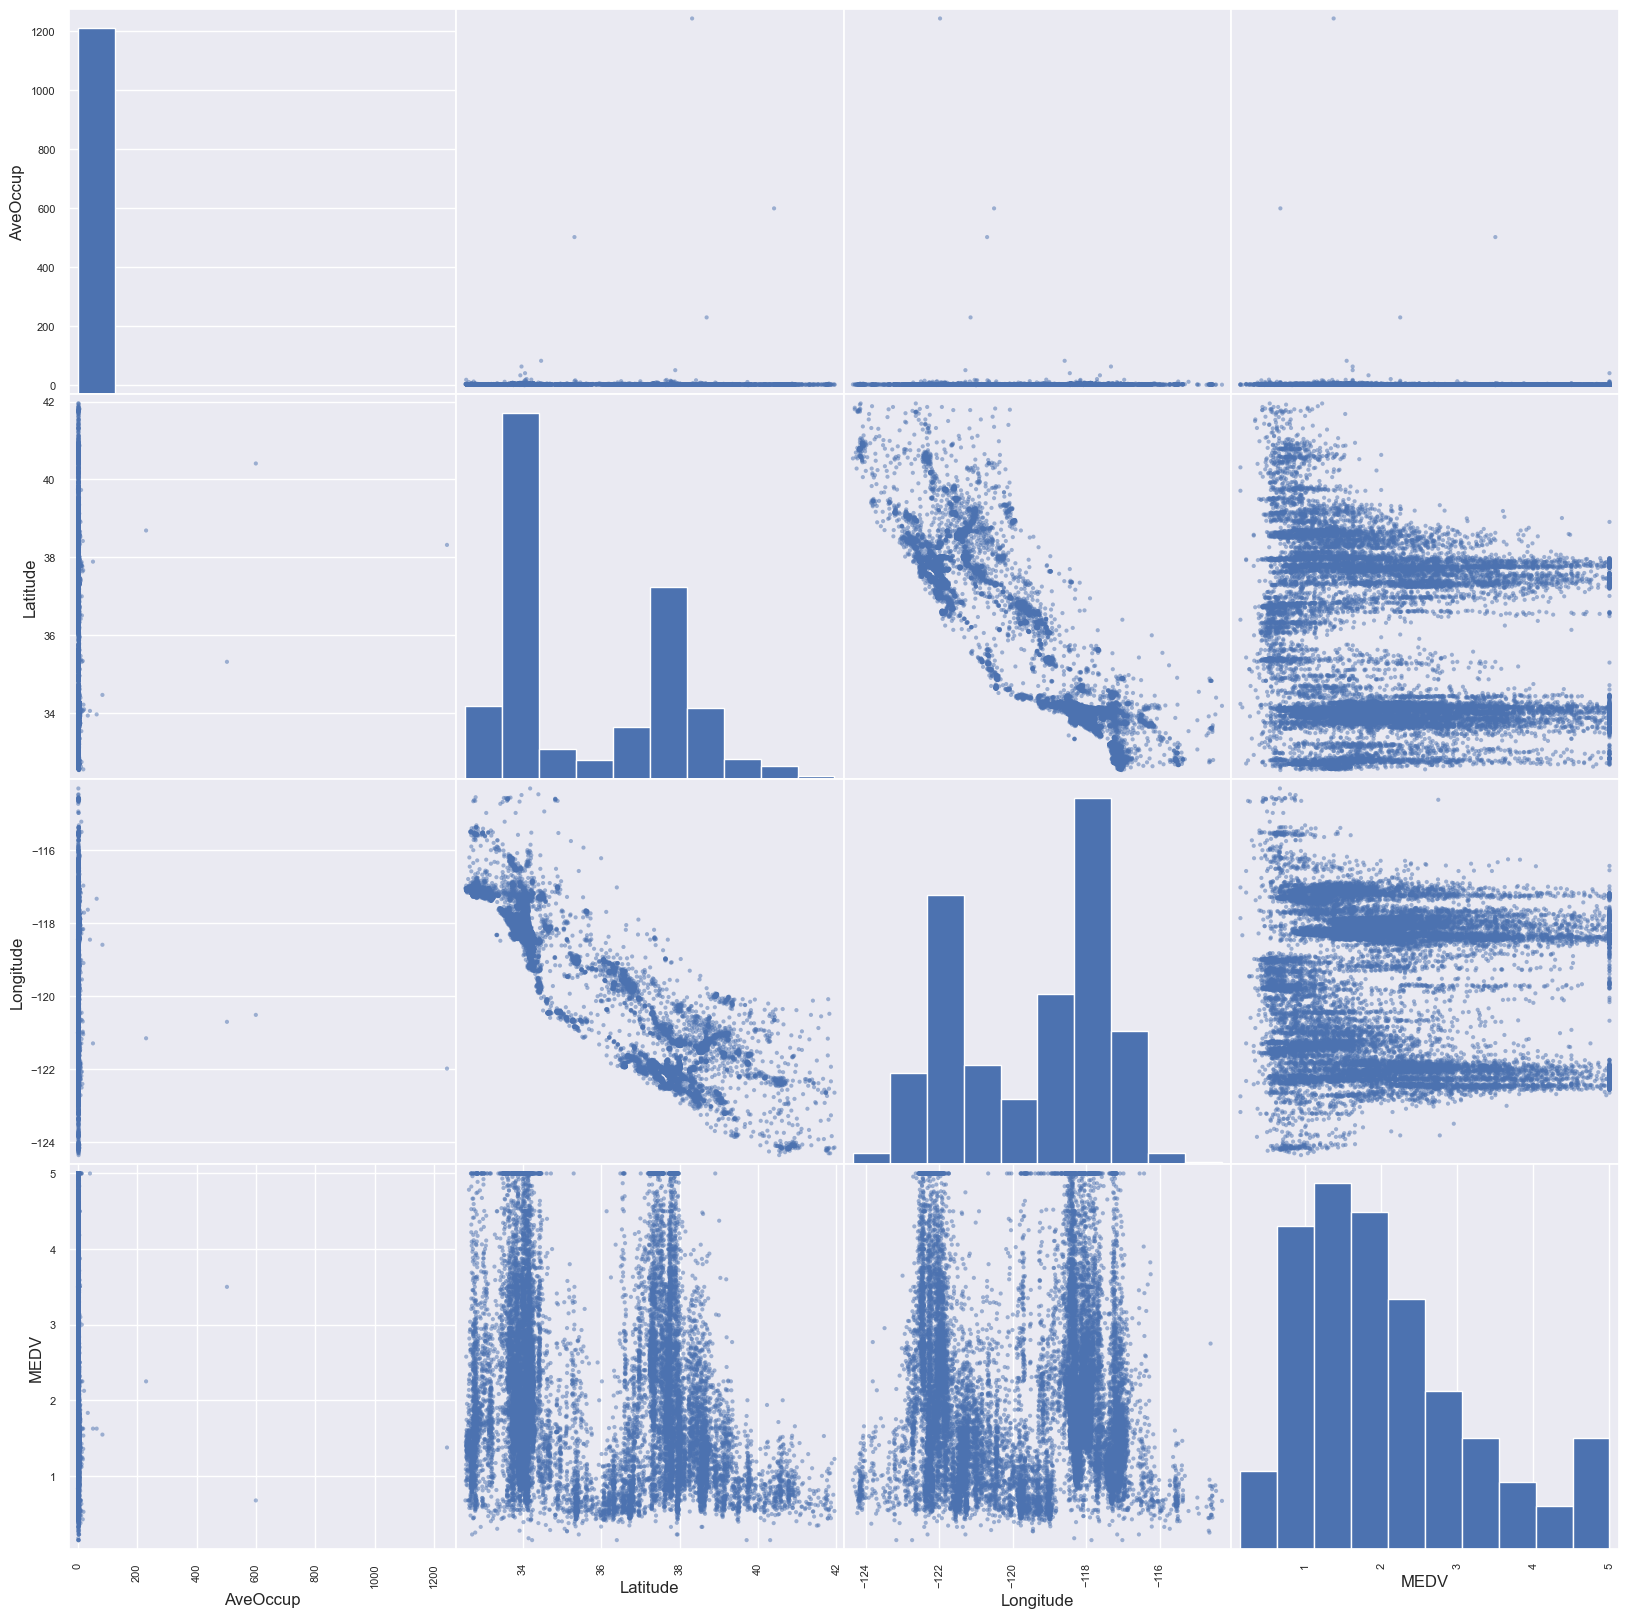 1200
1000
800
600
400
200
0
AveOccup
42
40
38
36
34
Latitude
−116
−118
−120
−122
−124
Longitude
5
4
3
2
1
MEDV
0 200 400 600 800 1000 1200
34 36 38 40 42
−124 −122 −120 −118 −116
1 2 3 4 5
AveOccup Latitude Longitude MEDV